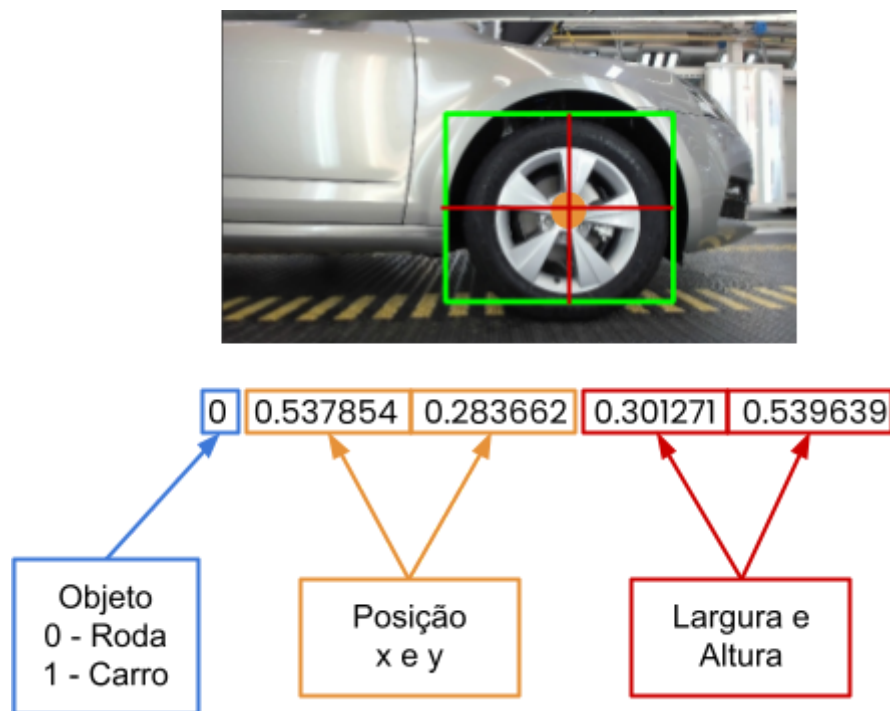 0 0.537854 0.283662 0.301271 0.539639
Objeto
0 - Roda
1 - Carro
Posição
x e y
Largura e
Altura